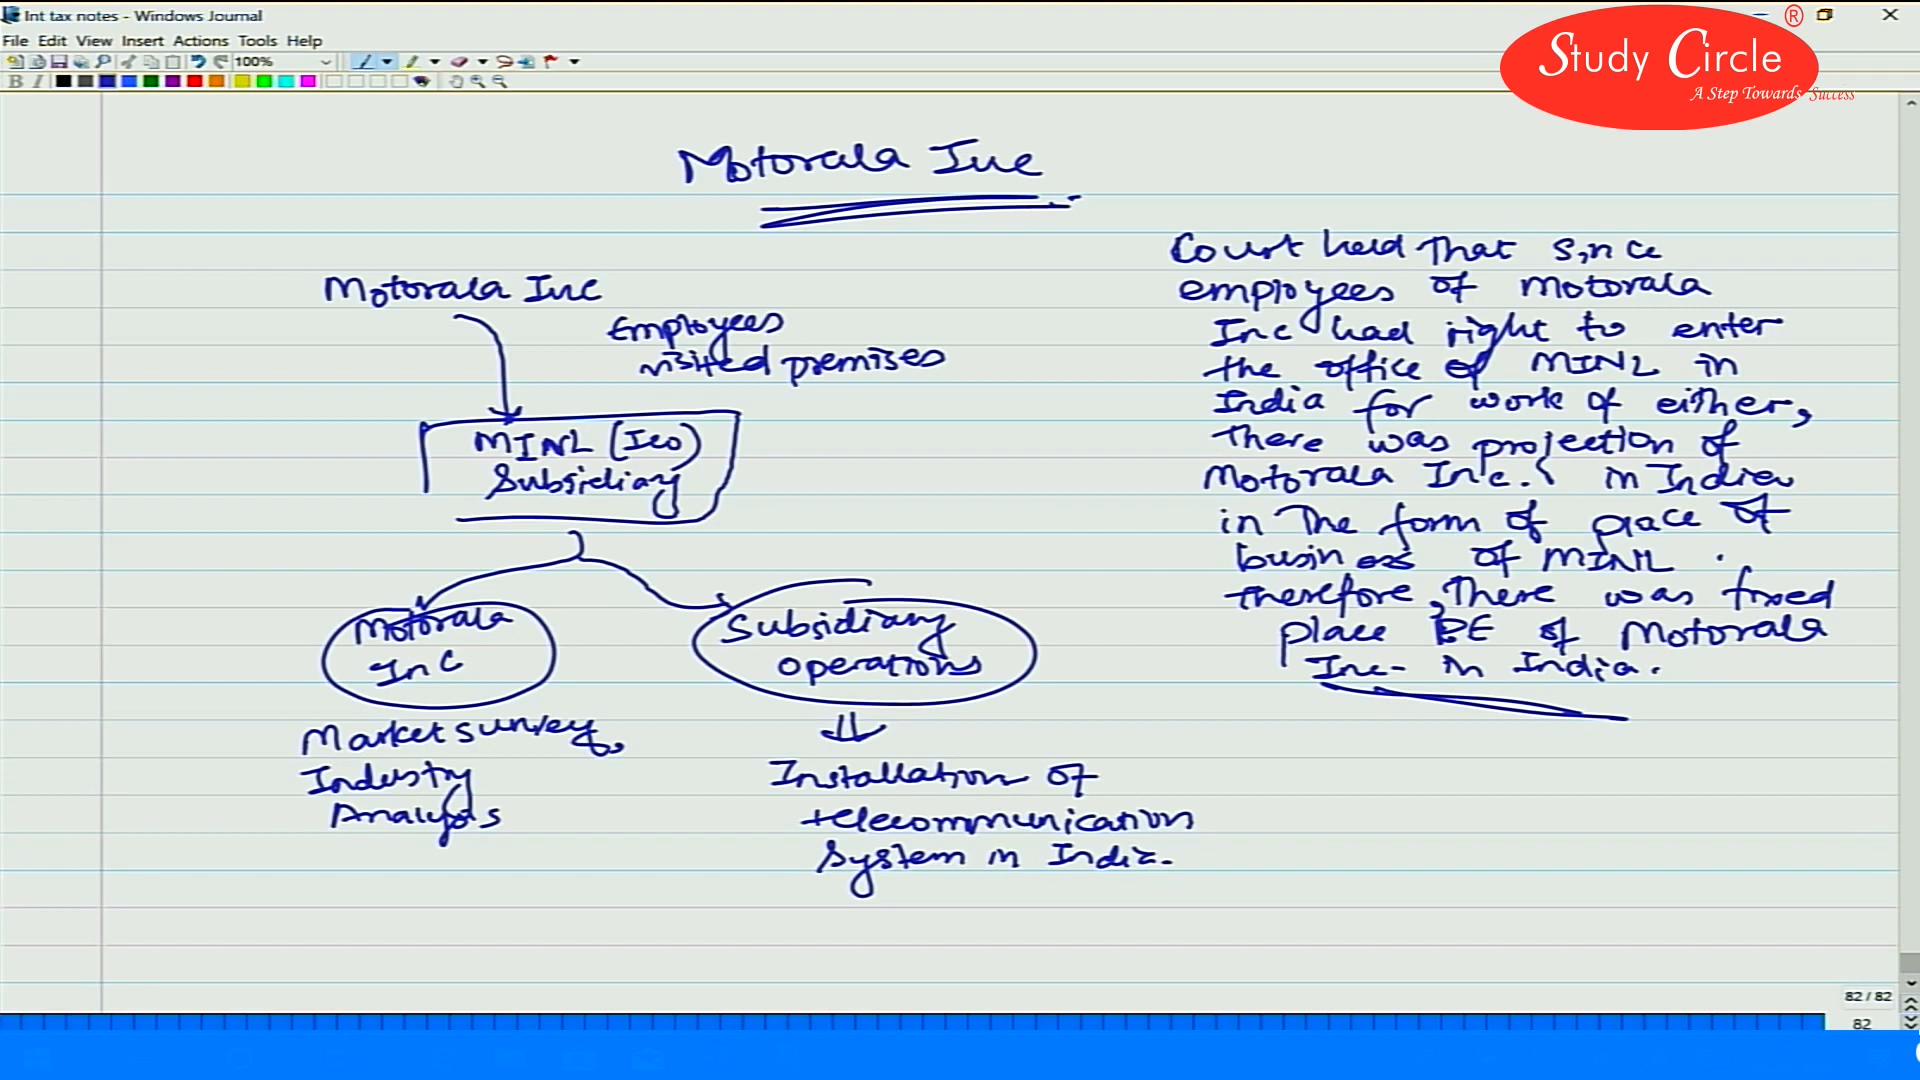 Int tax notes - Windows Journal
File Edit View Insert Actions Tools Help
100%
B I
Study Circle ®
A Step Towards Success
Motorala Inc
Motorala Inc
Employees
visited premises
MINL (Ico)
Subsidiary
Motorala
Inc
Subsidiary
operations
Market survey,
Industry
Analysis
Installation of
telecommunication
System in India.
Court held that since
employees of Motorala
Inc had right to enter
the office of MINL in
India for work of either,
there was projection of
Motorala Inc. in India
in the form of place of
business of MINL.
therefore, there was fixed
place PE of Motorala
Inc- in India.
82 / 82
82